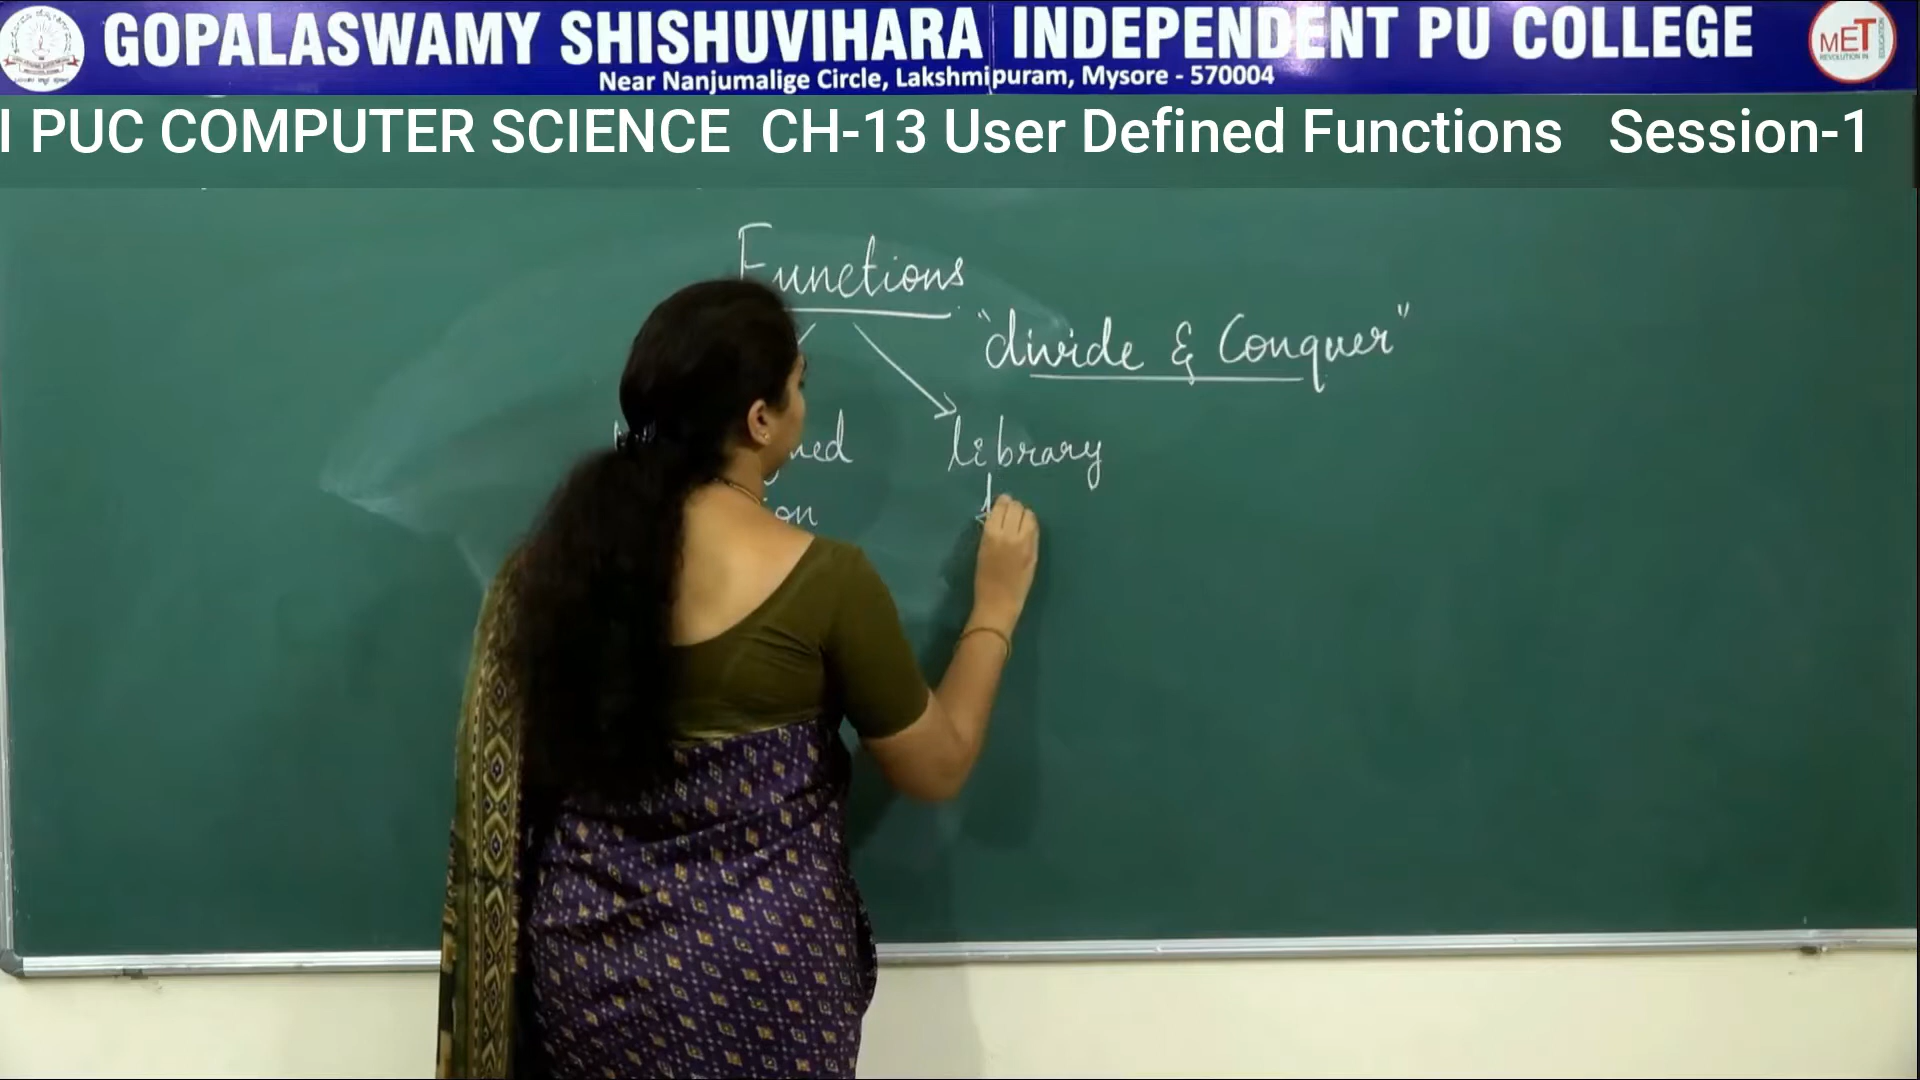 GOPALASWAMY SHISHUVIHARA INDEPENDENT PU COLLEGE
Near Nanjumalige Circle, Lakshmipuram, Mysore - 570004
MET
I PUC COMPUTER SCIENCE CH-13 User Defined Functions Session-1
Functions
"divide & Conquer"
library